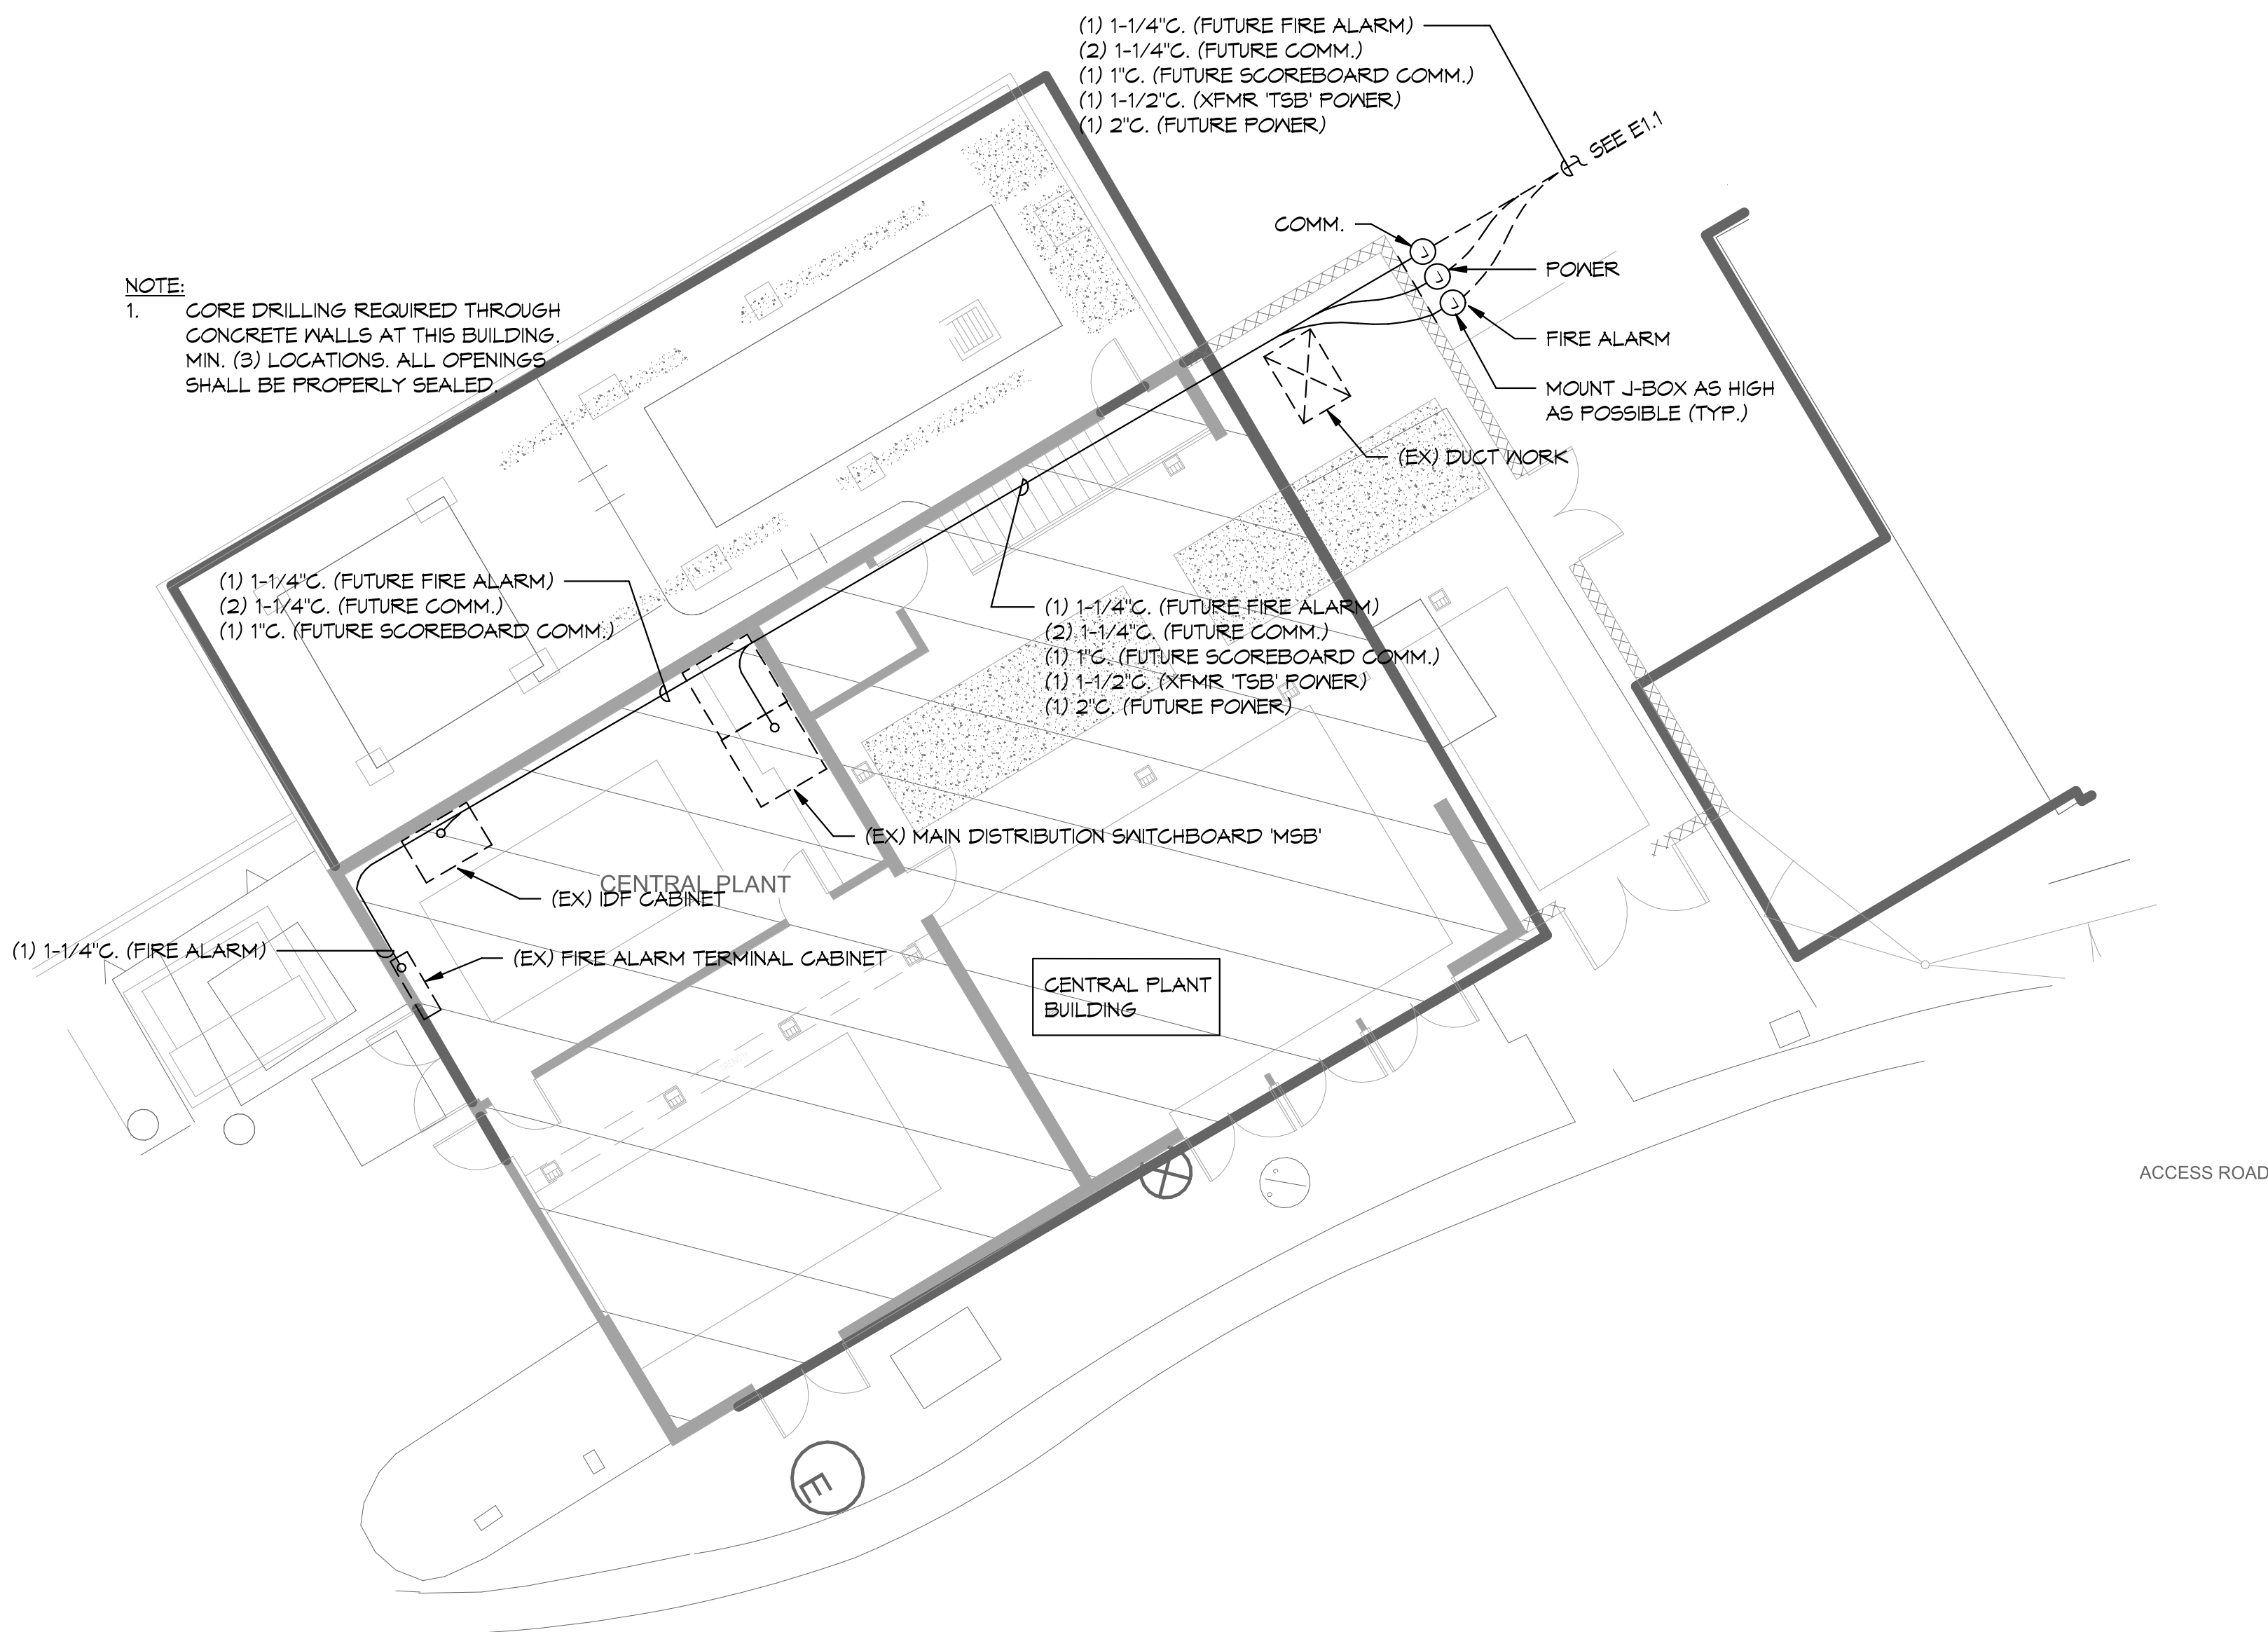 (1) 1-1/4"C. (FUTURE FIRE ALARM)
(2) 1-1/4"C. (FUTURE COMM.)
(1) 1"C. (FUTURE SCOREBOARD COMM.)
(1) 1-1/2"C. (XFMR 'TSB' POWER)
(1) 2"C. (FUTURE POWER)
SEE E1.1
COMM.
POWER
FIRE ALARM
MOUNT J-BOX AS HIGH
AS POSSIBLE (TYP.)
(EX) DUCT WORK
NOTE:
1. CORE DRILLING REQUIRED THROUGH
CONCRETE WALLS AT THIS BUILDING.
MIN. (3) LOCATIONS. ALL OPENINGS
SHALL BE PROPERLY SEALED.
(1) 1-1/4"C. (FUTURE FIRE ALARM)
(2) 1-1/4"C. (FUTURE COMM.)
(1) 1"C. (FUTURE SCOREBOARD COMM.)
(1) 1-1/4"C. (FUTURE FIRE ALARM)
(2) 1-1/4"C. (FUTURE COMM.)
(1) 1"C. (FUTURE SCOREBOARD COMM.)
(1) 1-1/2"C. (XFMR 'TSB' POWER)
(1) 2"C. (FUTURE POWER)
(EX) MAIN DISTRIBUTION SWITCHBOARD 'MSB'
CENTRAL PLANT
(EX) IDF CABINET
(1) 1-1/4"C. (FIRE ALARM)
(EX) FIRE ALARM TERMINAL CABINET
CENTRAL PLANT
BUILDING
ACCESS ROAD
E